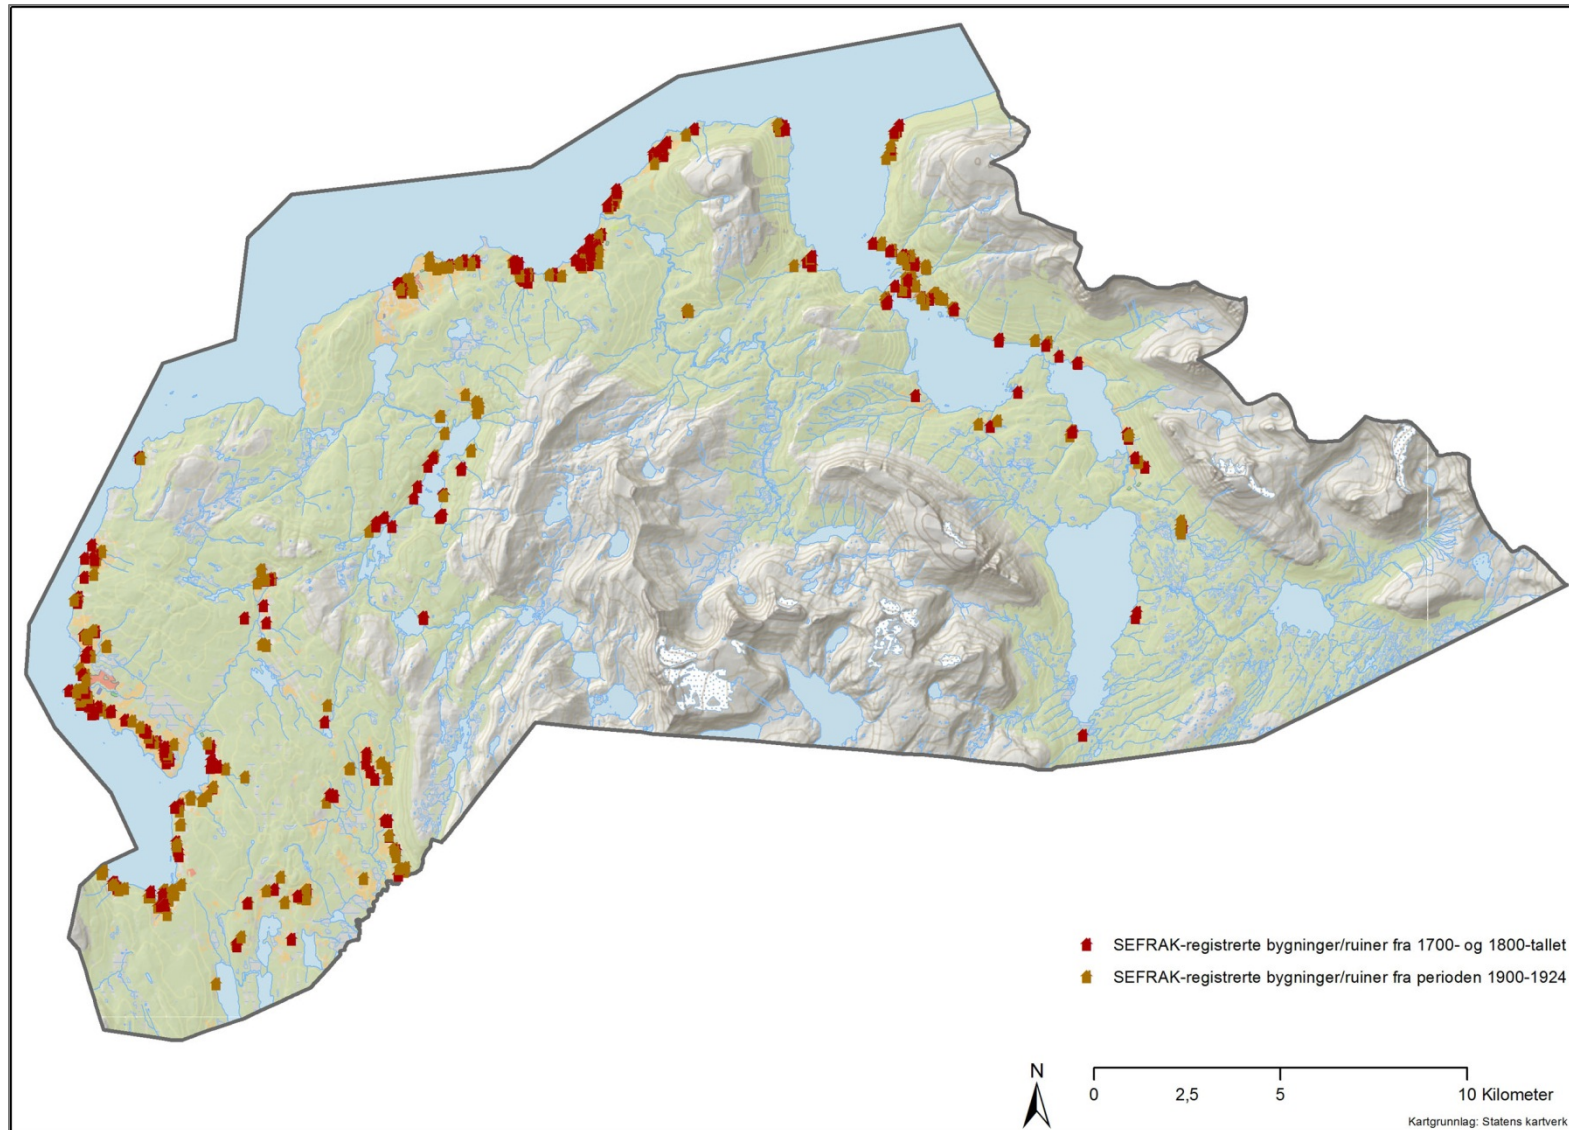 SEFRAK-registrerte bygninger/ruiner fra 1700- og 1800-tallet
SEFRAK-registrerte bygninger/ruiner fra perioden 1900-1924
N
0 2,5 5 10 Kilometer
Kartgrunnlag: Statens kartverk